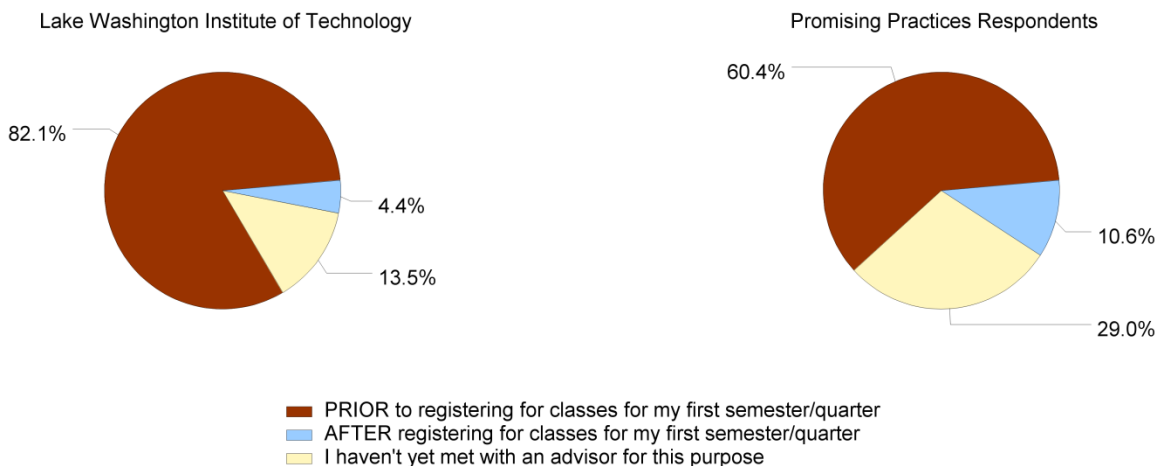 Lake Washington Institute of Technology
82.1%
4.4%
13.5%
Promising Practices Respondents
60.4%
10.6%
29.0%
PRIOR to registering for classes for my first semester/quarter
AFTER registering for classes for my first semester/quarter
I haven't yet met with an advisor for this purpose